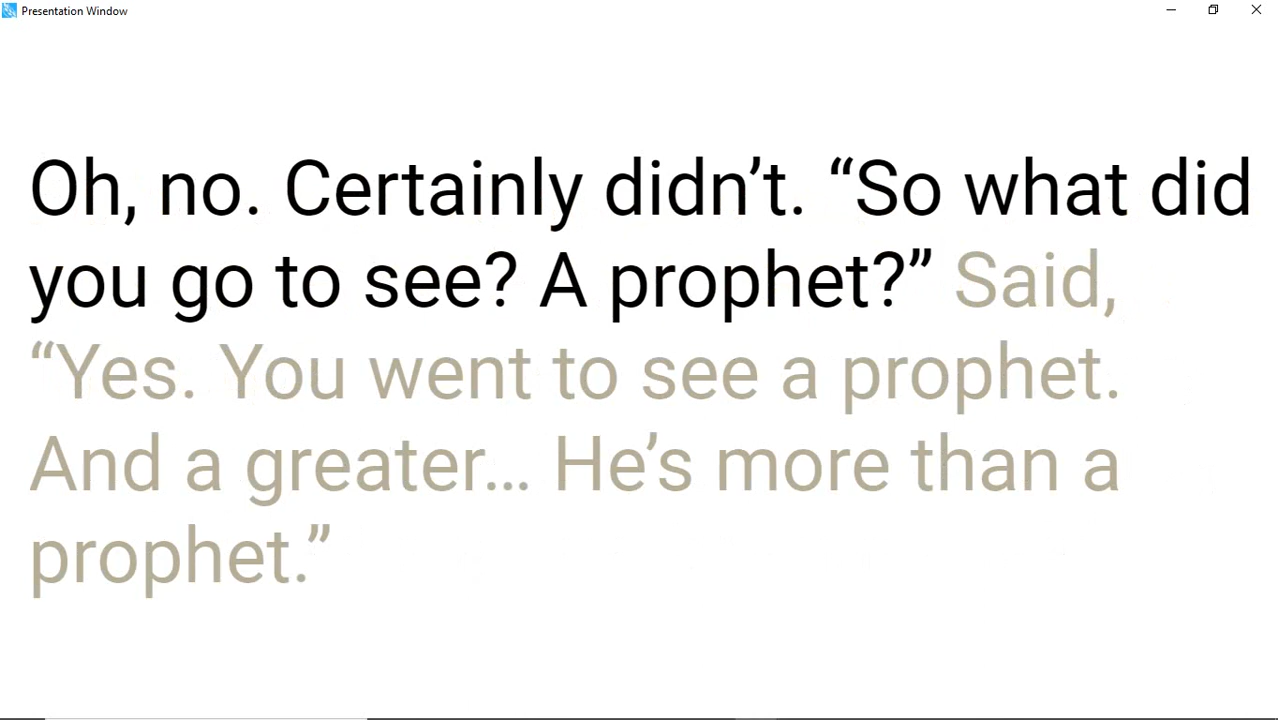 Presentation Window
Oh, no. Certainly didn’t. “So what did
you go to see? A prophet?” Said,
“Yes. You went to see a prophet.
And a greater… He’s more than a
prophet.”